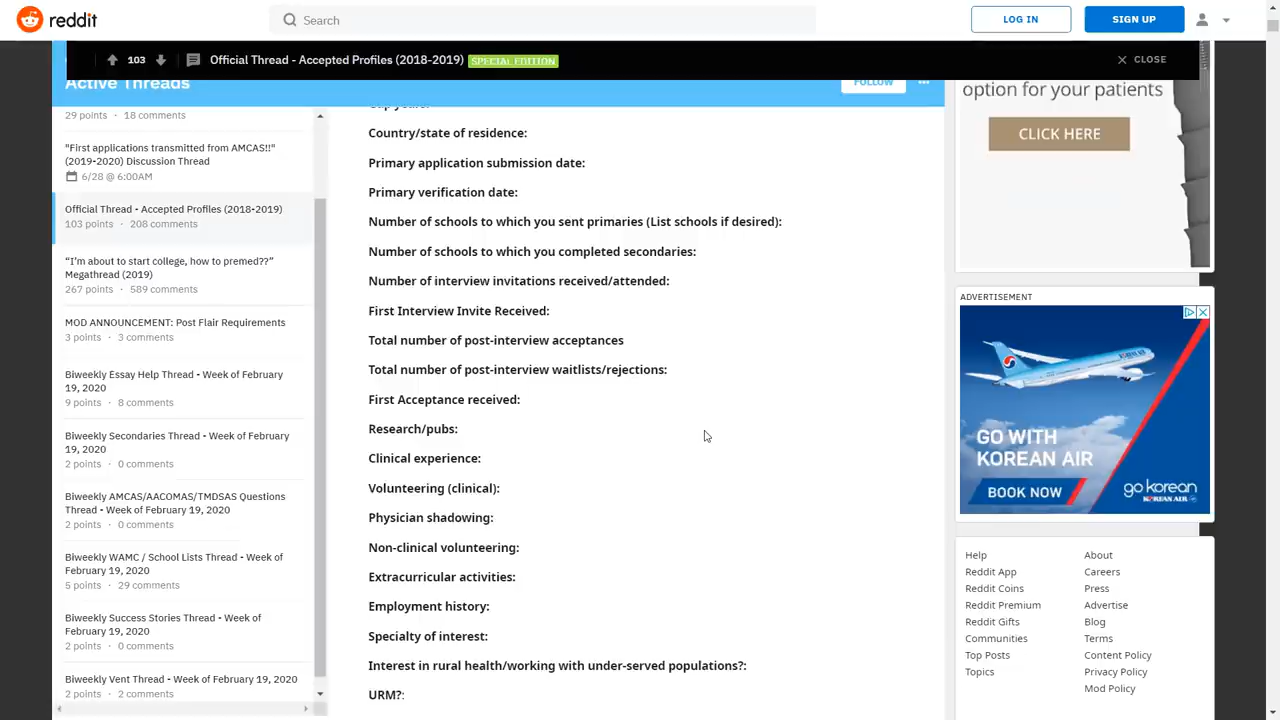 reddit
Search
LOG IN
SIGN UP
103
Official Thread - Accepted Profiles (2018-2019)
SPECIAL EDITION
CLOSE
Active Threads
FOLLOW
29 points · 18 comments
"First applications transmitted from AMCAS!!"
(2019-2020) Discussion Thread
6/28 @ 6:00AM
Official Thread - Accepted Profiles (2018-2019)
103 points · 208 comments
“I’m about to start college, how to premed??”
Megathread (2019)
267 points · 589 comments
MOD ANNOUNCEMENT: Post Flair Requirements
3 points · 3 comments
Biweekly Essay Help Thread - Week of February
19, 2020
9 points · 8 comments
Biweekly Secondaries Thread - Week of February
19, 2020
2 points · 0 comments
Biweekly AMCAS/AACOMAS/TMDSAS Questions
Thread - Week of February 19, 2020
2 points · 0 comments
Biweekly WAMC / School Lists Thread - Week of
February 19, 2020
5 points · 29 comments
Biweekly Success Stories Thread - Week of
February 19, 2020
2 points · 0 comments
Biweekly Vent Thread - Week of February 19, 2020
2 points · 2 comments
Country/state of residence:
Primary application submission date:
Primary verification date:
Number of schools to which you sent primaries (List schools if desired):
Number of schools to which you completed secondaries:
Number of interview invitations received/attended:
First Interview Invite Received:
Total number of post-interview acceptances
Total number of post-interview waitlists/rejections:
First Acceptance received:
Research/pubs:
Clinical experience:
Volunteering (clinical):
Physician shadowing:
Non-clinical volunteering:
Extracurricular activities:
Employment history:
Specialty of interest:
Interest in rural health/working with under-served populations?:
URM?:
option for your patients
CLICK HERE
ADVERTISEMENT
GO WITH
KOREAN AIR
BOOK NOW
go korean
KOREAN AIR
Help
Reddit App
Reddit Coins
Reddit Premium
Reddit Gifts
Communities
Top Posts
Topics
About
Careers
Press
Advertise
Blog
Terms
Content Policy
Privacy Policy
Mod Policy